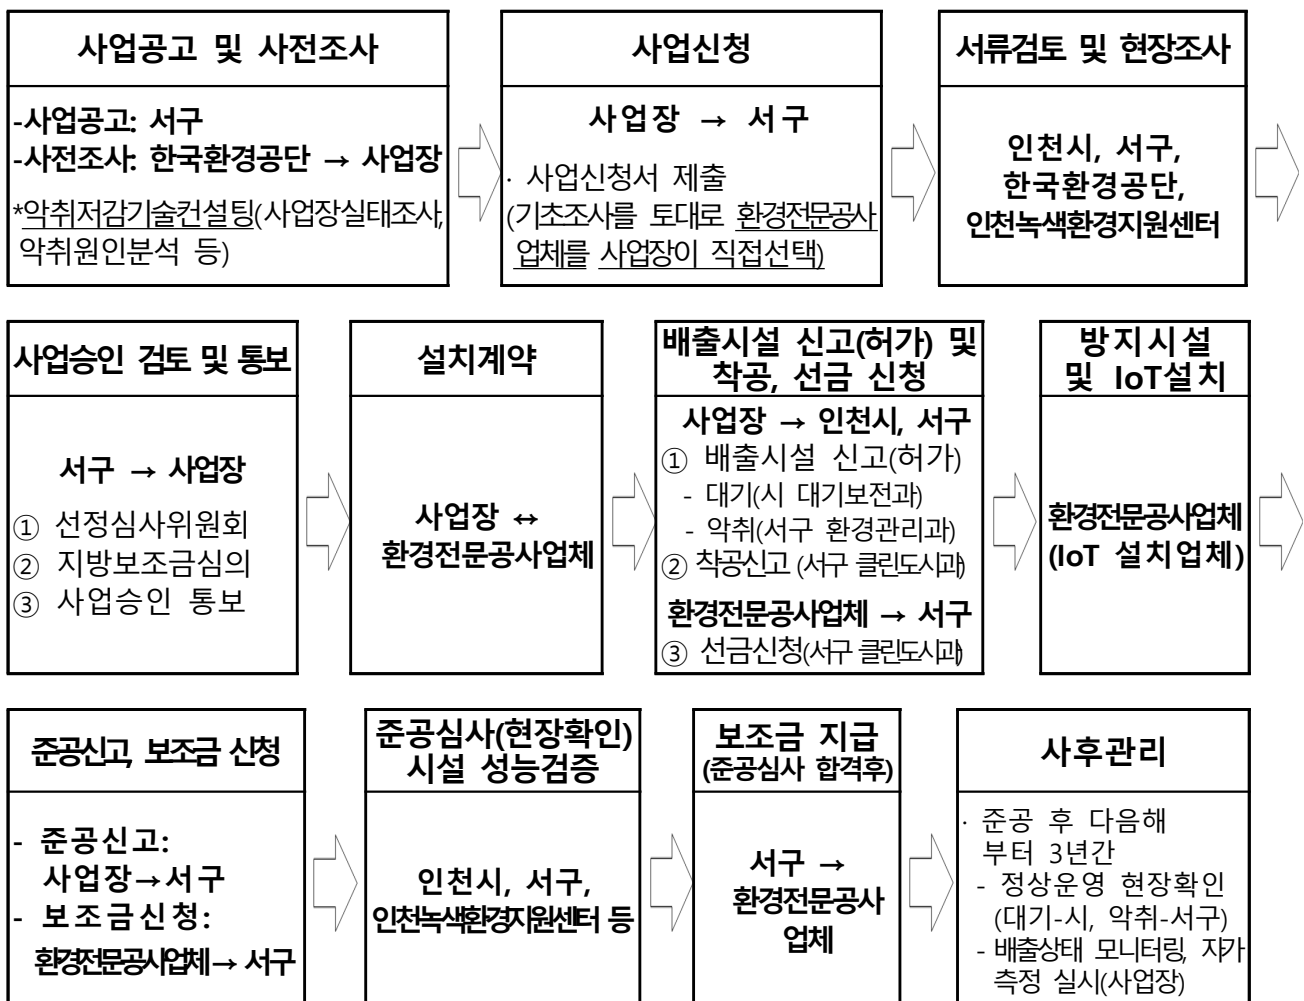 사업공고 및 사전조사
-사업공고: 서구
-사전조사: 한국환경공단 → 사업장
*악취저감기술컨설팅(사업장실태조사,
악취원인분석 등)
사업신청
사업장 → 서구
· 사업신청서 제출
(기초조사를 토대로 환경전문공사
업체를 사업장이 직접선택)
서류검토 및 현장조사
인천시, 서구,
한국환경공단,
인천녹색환경지원센터
사업승인 검토 및 통보
서구 → 사업장
① 선정심사위원회
② 지방보조금심의
③ 사업승인 통보
설치계약
사업장 ↔
환경전문공사업체
배출시설 신고(허가) 및
착공, 선금 신청
사업장 → 인천시, 서구
① 배출시설 신고(허가)
- 대기(시 대기보전과)
- 악취(서구 환경관리과)
② 착공신고 (서구 클린도시과)
환경전문공사업체 → 서구
③ 선금신청(서구 클린도시과)
방지시설
및 IoT설치
환경전문공사업체
(IoT 설치업체)
준공신고, 보조금 신청
- 준공신고:
사업장→서구
- 보조금신청:
환경전문공사업체→ 서구
준공심사(현장확인)
시설 성능검증
인천시, 서구,
인천녹색환경지원센터 등
보조금 지급
(준공심사 합격후)
서구 →
환경전문공사
업체
사후관리
· 준공 후 다음해
부터 3년간
- 정상운영 현장확인
(대기-시, 악취-서구)
- 배출상태 모니터링, 자가
측정 실시(사업장)